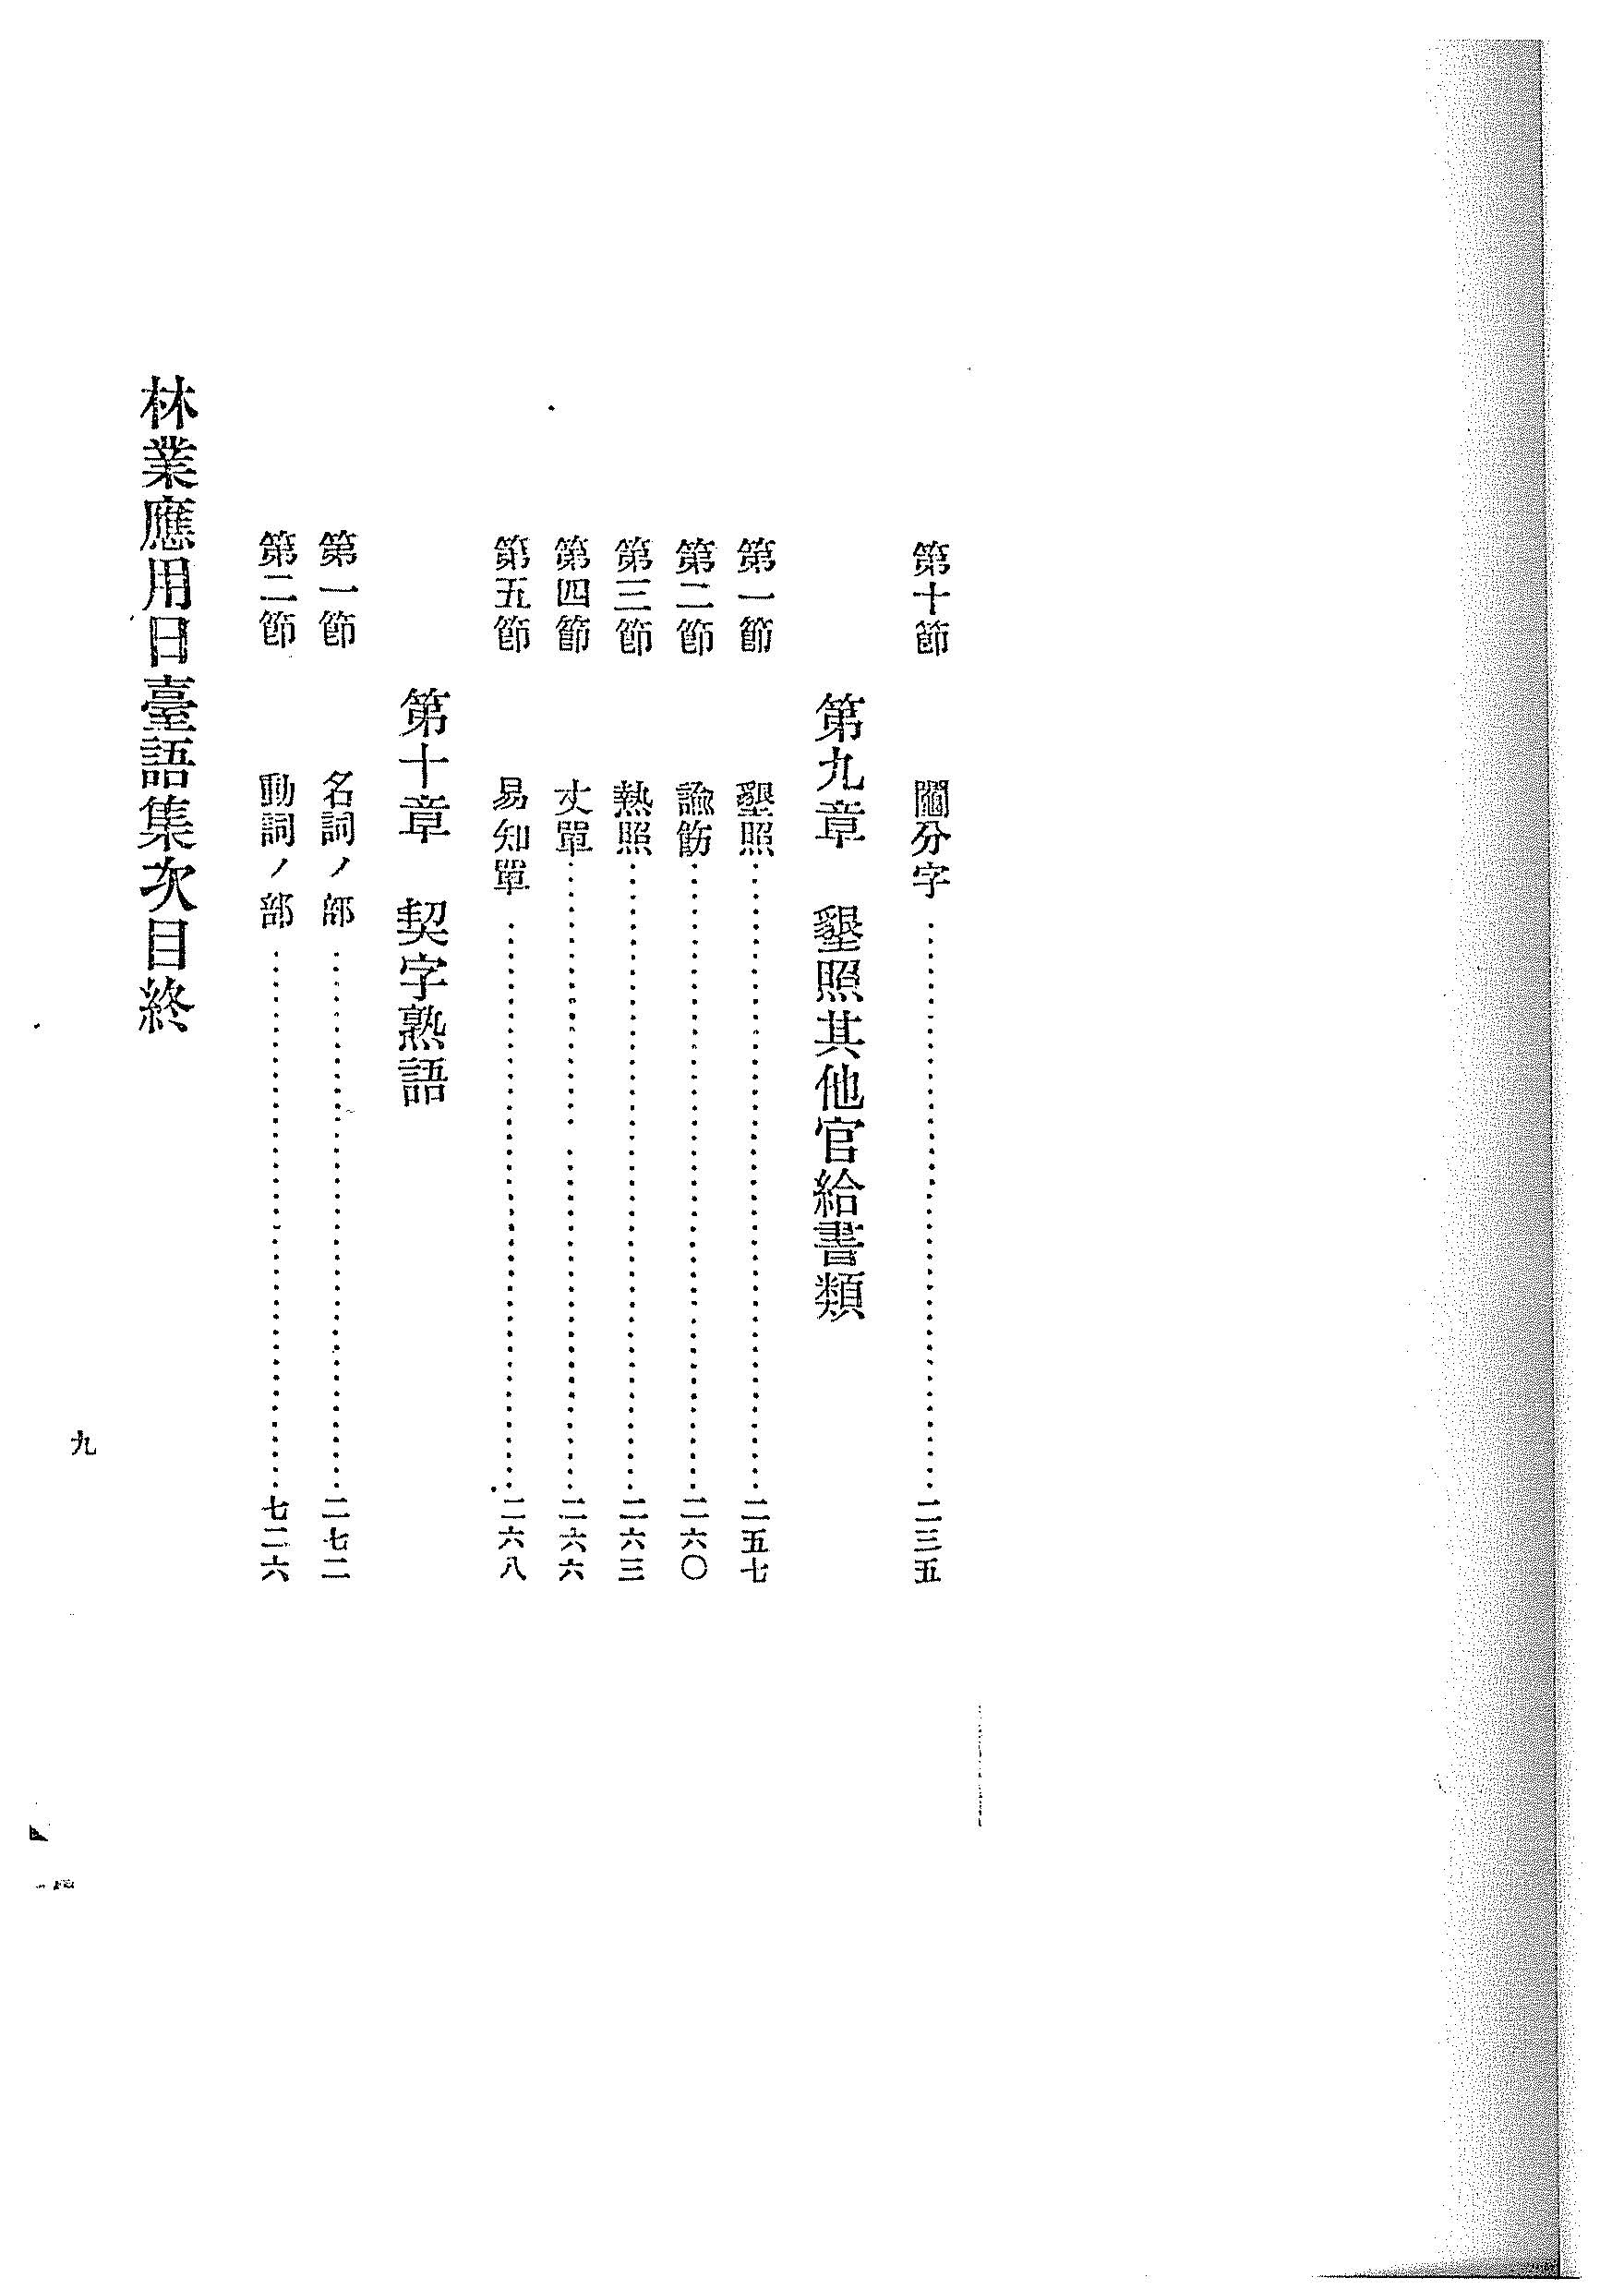 第十節 鬮分字……二三五
第九章 墾照其他官給書類
第一節 墾照……二五七
第二節 諭飭……二六〇
第三節 熱照……二六三
第四節 丈單……二六六
第五節 易知單……二六八
第十章 契字熟語
第一節 名詞ノ部……二七二
第二節 動詞ノ部……七二六
林業應用日臺語集次目終
九